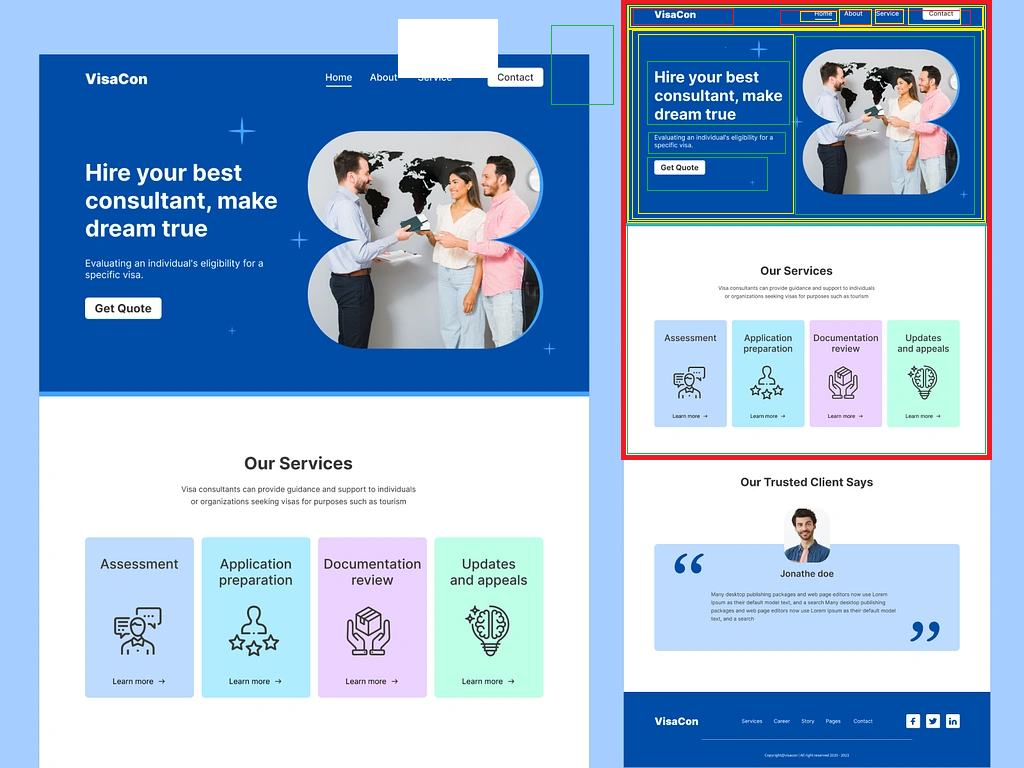 VisaCon
Home
About
Service
Contact
Hire your best
consultant, make
dream true
Evaluating an individual's eligibility for a
specific visa.
Get Quote
Our Services
Visa consultants can provide guidance and support to individuals
or organizations seeking visas for purposes such as tourism
Assessment
Learn more →
Application
preparation
Learn more →
Documentation
review
Learn more →
Updates
and appeals
Learn more →
VisaCon
Home
About
Service
Contact
Hire your best
consultant, make
dream true
Evaluating an individual's eligibility for a
specific visa.
Get Quote
Our Services
Visa consultants can provide guidance and support to individuals
or organizations seeking visas for purposes such as tourism
Assessment
Learn more →
Application
preparation
Learn more →
Documentation
review
Learn more →
Updates
and appeals
Learn more →
Our Trusted Client Says
Jonathe doe
Many desktop publishing packages and web page editors now use Lorem
Ipsum as their default model text, and a search Many desktop publishing
packages and web page editors now use Lorem Ipsum as their default model
text, and a search
VisaCon
Services
Career
Story
Pages
Contact
Copyright@visacon | All right reserved 2020 - 2023